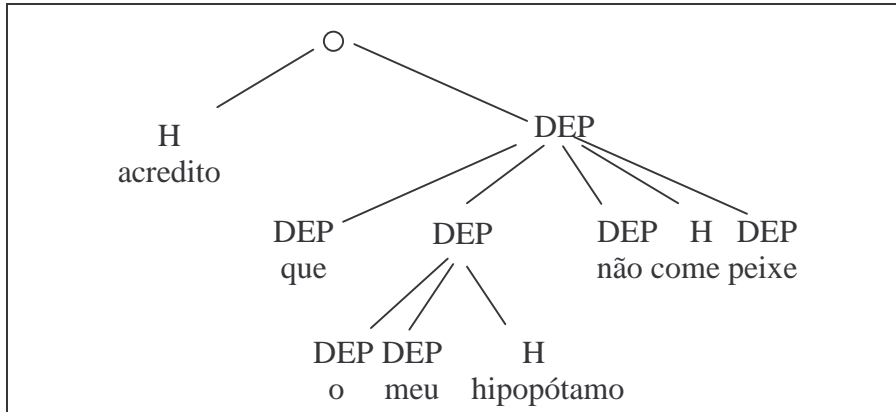 H
acredito
DEP
DEP DEP DEP H DEP
que não come peixe
DEP DEP H
o meu hipopótamo